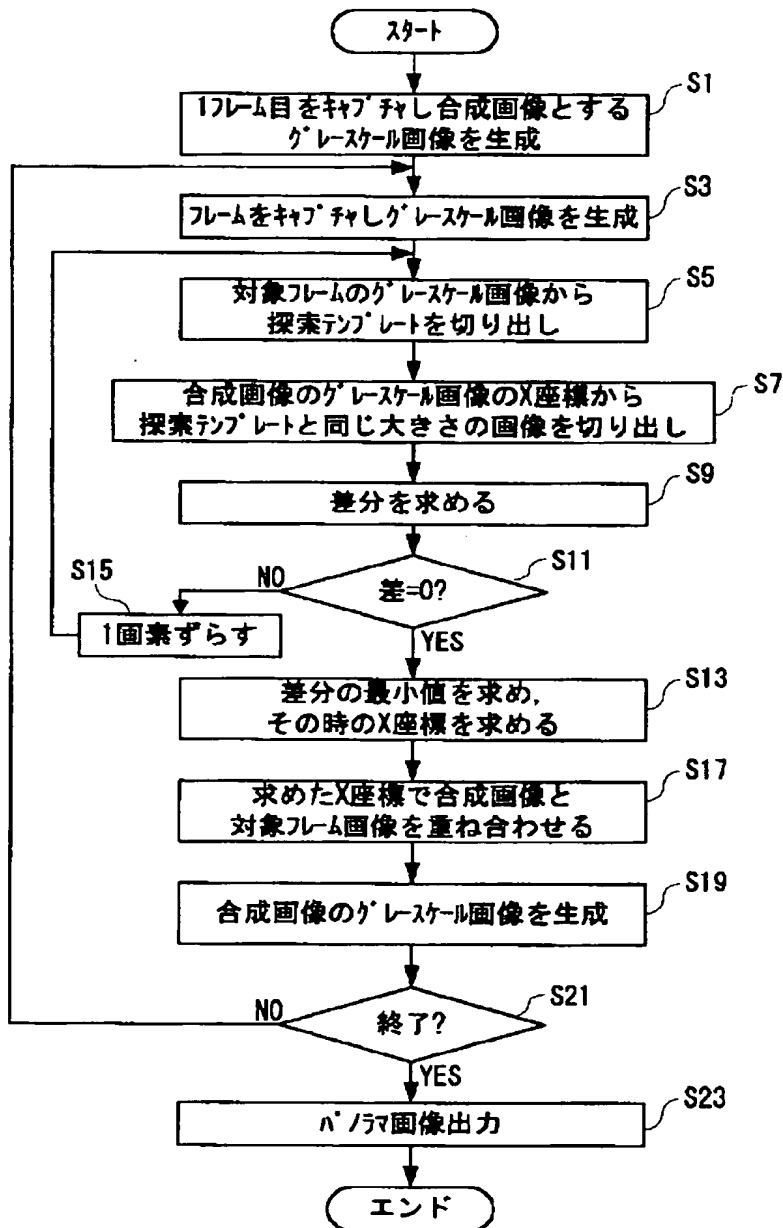 スタート
S1
1フレーム目をキャプチャし合成画像とする
グレースケール画像を生成
S3
フレームをキャプチャしグレースケール画像を生成
S5
対象フレームのグレースケール画像から
探索テンプレートを切り出し
S7
合成画像のグレースケール画像のX座標から
探索テンプレートと同じ大きさの画像を切り出し
S9
差分を求める
S11
差=0?
NO
S15
1画素ずらす
YES
S13
差分の最小値を求め,
その時のX座標を求める
S17
求めたX座標で合成画像と
対象フレーム画像を重ね合わせる
S19
合成画像のグレースケール画像を生成
S21
終了?
NO
YES
S23
パノラマ画像出力
エンド